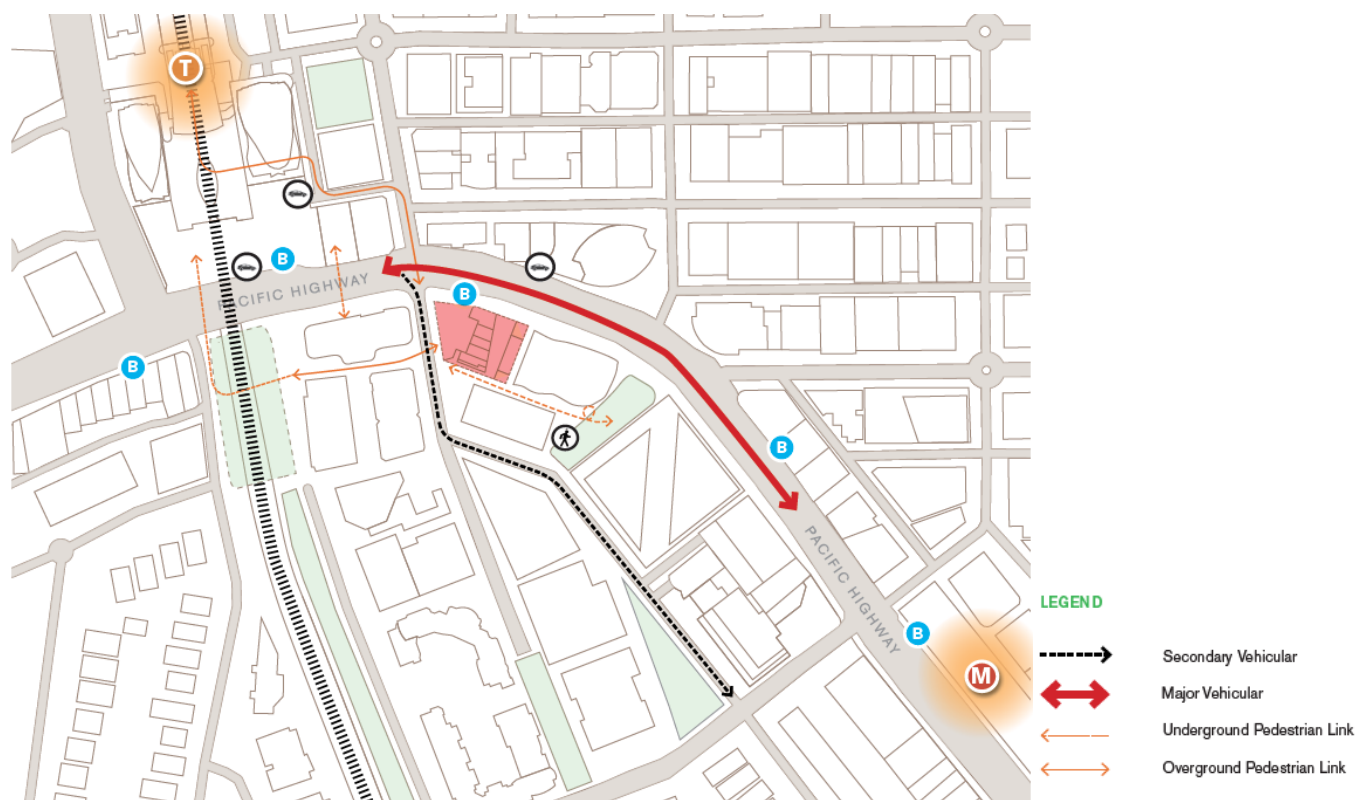 T
B
PACIFIC HIGHWAY
B
B
B
PACIFIC HIGHWAY
B
M
LEGEND
Secondary Vehicular
Major Vehicular
Underground Pedestrian Link
Overground Pedestrian Link